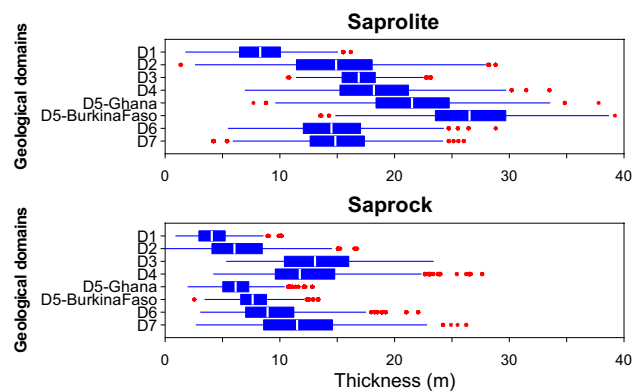 Saprolite
Geological domains
D1
D2
D3
D4
D5-Ghana
D5-BurkinaFaso
D6
D7
0 10 20 30 40
Saprock
Geological domains
D1
D2
D3
D4
D5-Ghana
D5-BurkinaFaso
D6
D7
0 10 20 30 40
Thickness (m)